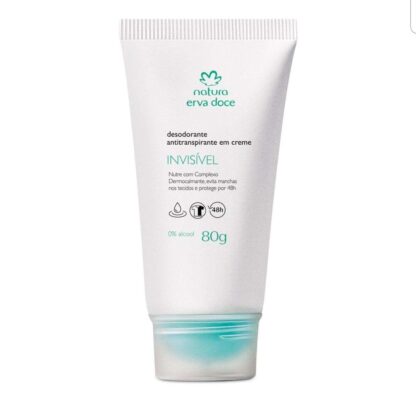 natura
erva doce
desodorante
antitranspirante em creme
INVISÍVEL
Nutre com Complexo
Dermocalmante, evita manchas
nos tecidos e protege por 48h
48h
0% álcool 80g